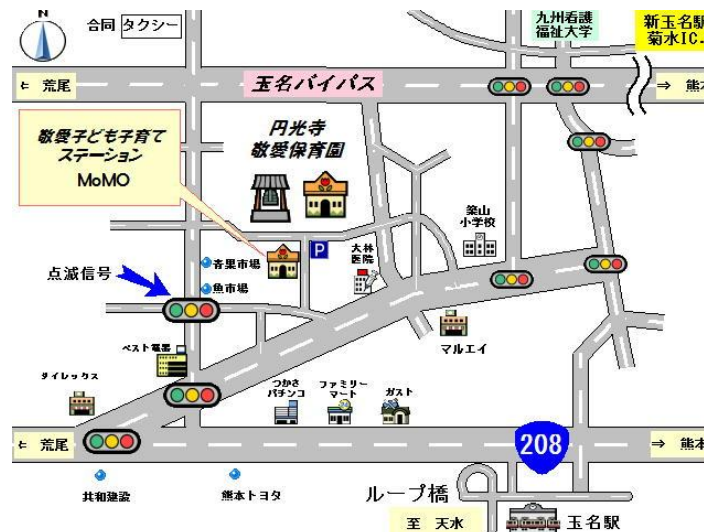 N
合同 タクシー
九州看護
福祉大学
新玉名駅
菊水IC.
⇐ 荒尾
玉名バイパス
⇒ 熊本
敬愛子ども子育て
ステーション
MoMO
円光寺
敬愛保育園
築山
小学校
P
大林
医院
青果市場
魚市場
点滅信号
マルエイ
ベスト電器
ダイレックス
つかさ
パチンコ
ファミリー
マート
ガスト
⇐ 荒尾
208
⇒ 熊本
共和建設
熊本トヨタ
ループ橋
至 天水
玉名駅